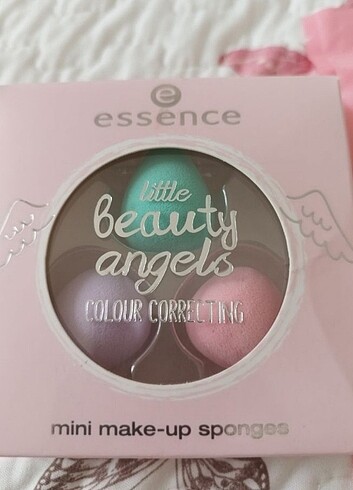 essence
little
beauty
angels
COLOUR CORRECTING
mini make-up sponges